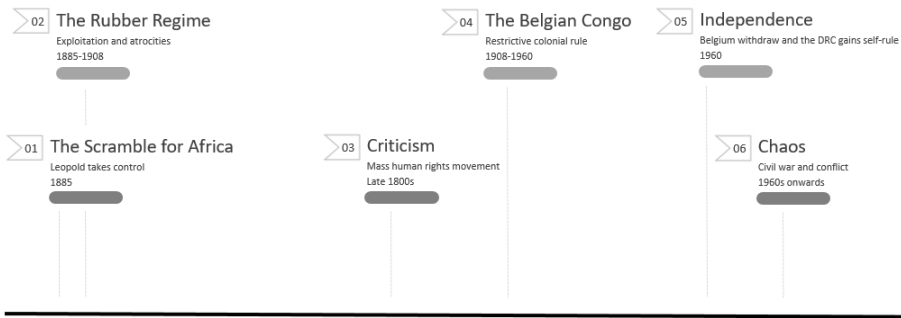 02 The Rubber Regime
Exploitation and atrocities
1885-1908
04 The Belgian Congo
Restrictive colonial rule
1908-1960
05 Independence
Belgium withdraw and the DRC gains self-rule
1960
01 The Scramble for Africa
Leopold takes control
1885
03 Criticism
Mass human rights movement
Late 1800s
06 Chaos
Civil war and conflict
1960s onwards